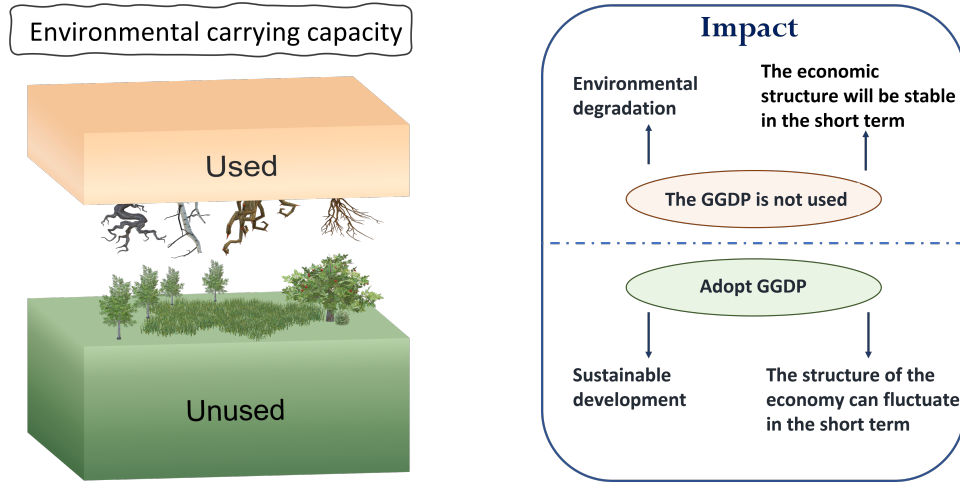 Environmental carrying capacity
Used
Unused
Impact
Environmental
degradation
The economic
structure will be stable
in the short term
The GGDP is not used
Adopt GGDP
Sustainable
development
The structure of the
economy can fluctuate
in the short term